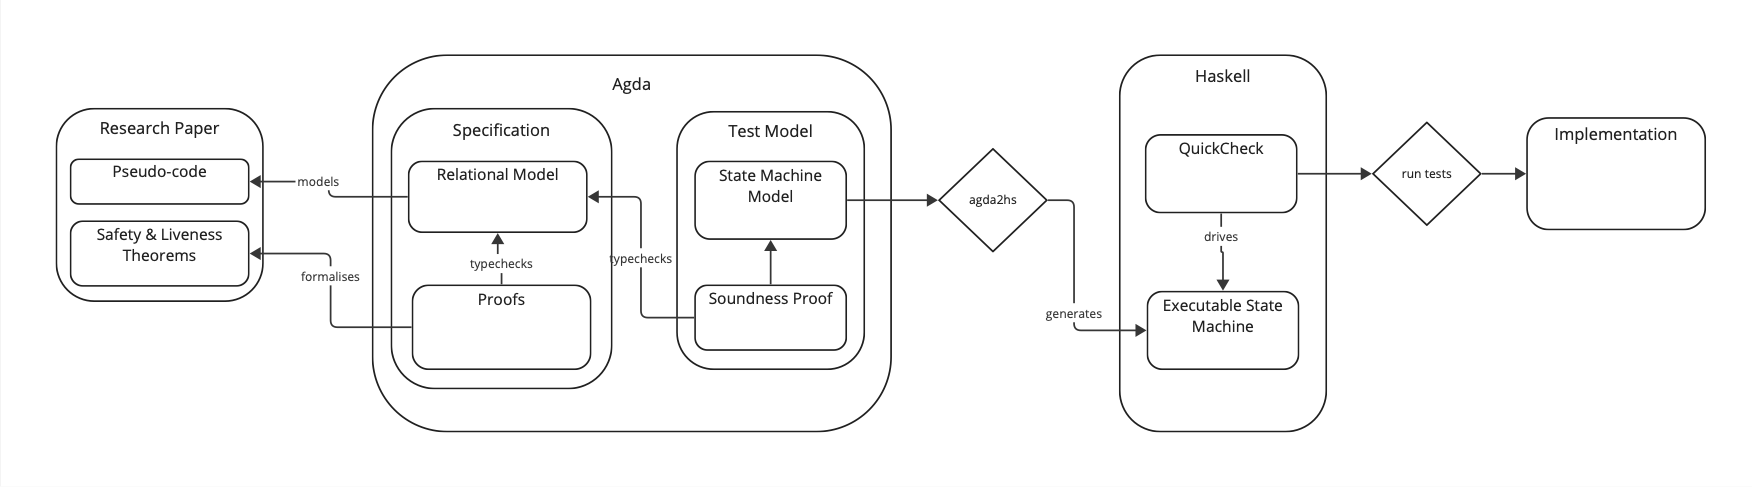 Research Paper
Pseudo-code
Safety & Liveness
Theorems
models
formalises
Agda
Specification
Relational Model
typechecks
Proofs
typechecks
Test Model
State Machine
Model
Soundness Proof
agda2hs
generates
Haskell
QuickCheck
drives
Executable State
Machine
run tests
Implementation